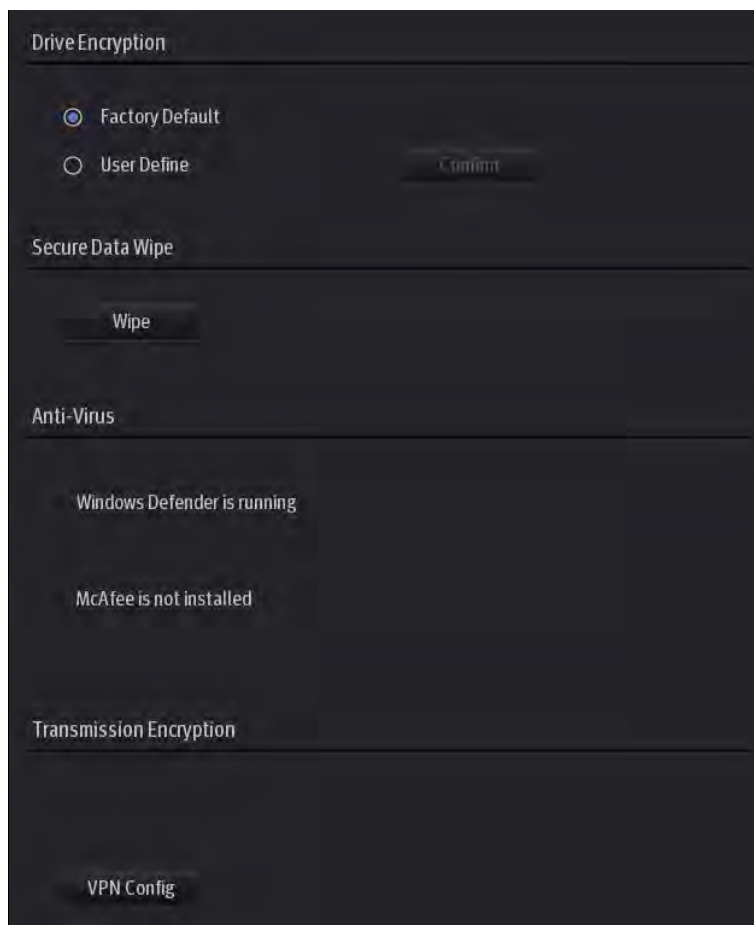 Drive Encryption
Factory Default
User Define
Confirm
Secure Data Wipe
Wipe
Anti-Virus
Windows Defender is running
McAfee is not installed
Transmission Encryption
VPN Config